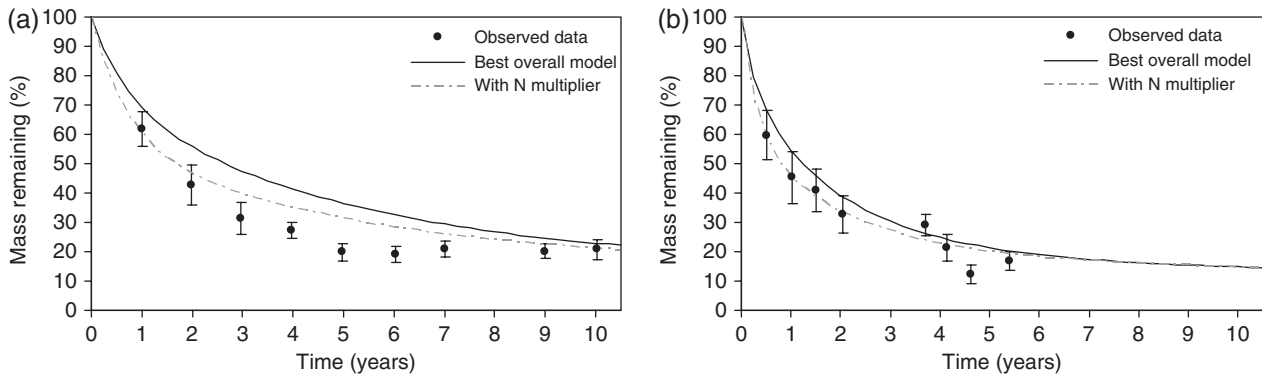 (a)
100
90
80
70
60
50
40
30
20
10
0
Mass remaining (%)
Observed data
Best overall model
With N multiplier
0 1 2 3 4 5 6 7 8 9 10
Time (years)
(b)
100
90
80
70
60
50
40
30
20
10
0
Mass remaining (%)
Observed data
Best overall model
With N multiplier
0 1 2 3 4 5 6 7 8 9 10
Time (years)